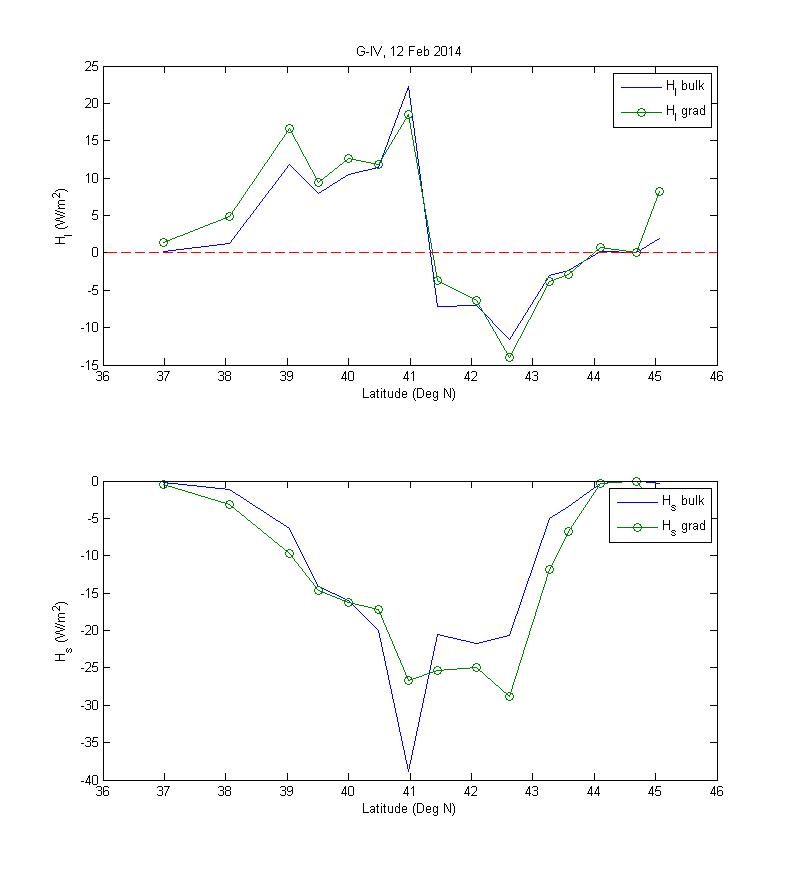 G-IV, 12 Feb 2014
25
20
15
10
5
0
-5
-10
-15
H_l (W/m^2)
H_l bulk
H_l grad
36 37 38 39 40 41 42 43 44 45 46
Latitude (Deg N)
0
-5
-10
-15
-20
-25
-30
-35
-40
H_s (W/m^2)
H_s bulk
H_s grad
36 37 38 39 40 41 42 43 44 45 46
Latitude (Deg N)